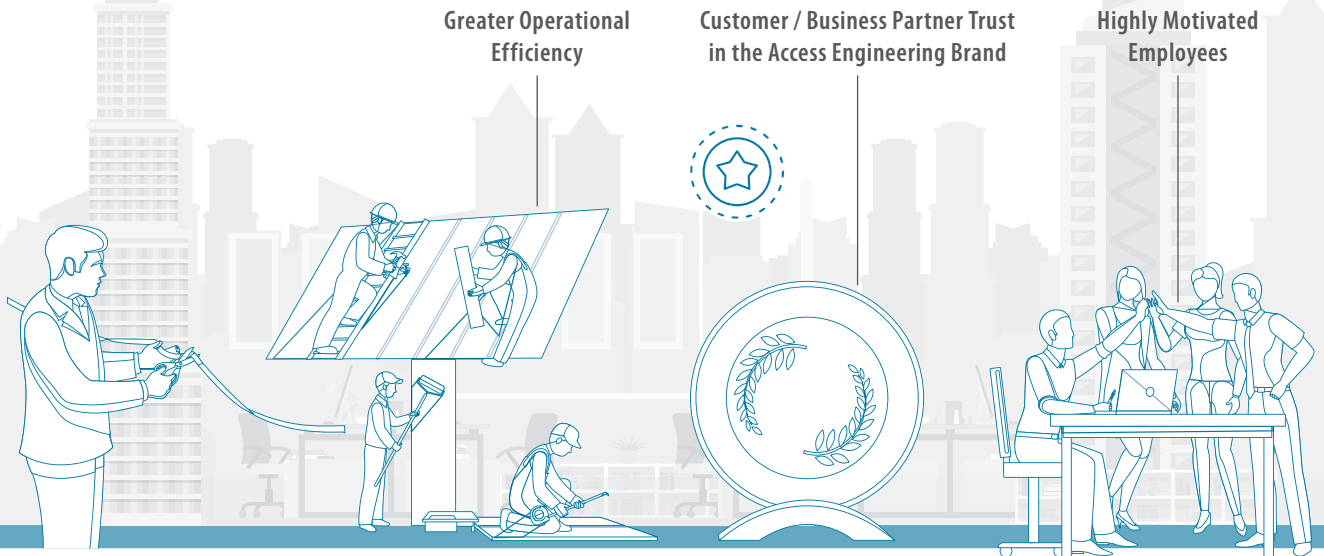 Greater Operational
Efficiency
Customer / Business Partner Trust
in the Access Engineering Brand
Highly Motivated
Employees